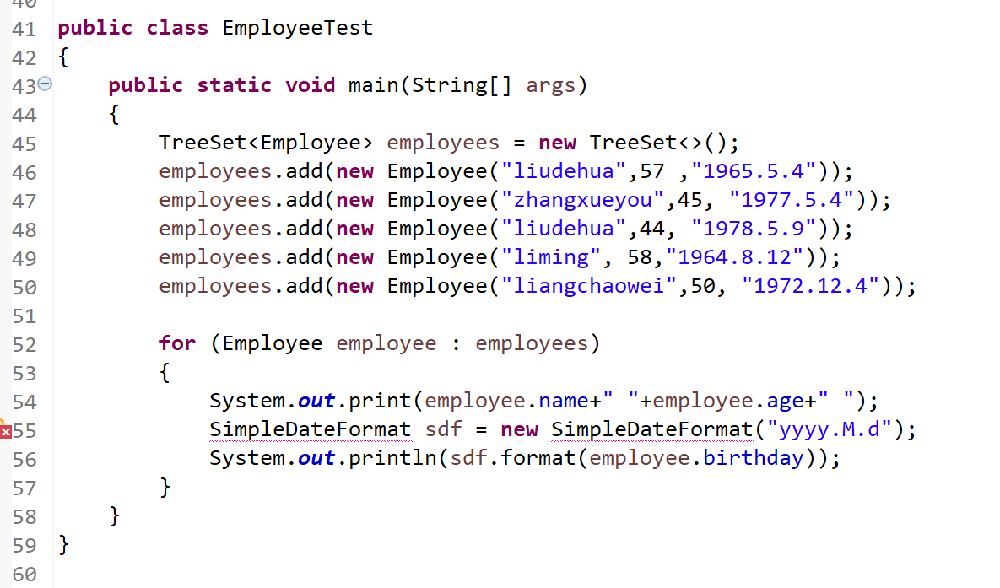 40
41 public class EmployeeTest
42 {
43 public static void main(String[] args)
44 {
45 TreeSet<Employee> employees = new TreeSet<>();
46 employees.add(new Employee("liudehua",57 ,"1965.5.4"));
47 employees.add(new Employee("zhangxueyou",45, "1977.5.4"));
48 employees.add(new Employee("liudehua",44, "1978.5.9"));
49 employees.add(new Employee("liming", 58,"1964.8.12"));
50 employees.add(new Employee("liangchaowei",50, "1972.12.4"));
51
52 for (Employee employee : employees)
53 {
54 System.out.print(employee.name+" "+employee.age+" ");
55 SimpleDateFormat sdf = new SimpleDateFormat("yyyy.M.d");
56 System.out.println(sdf.format(employee.birthday));
57 }
58 }
59 }
60